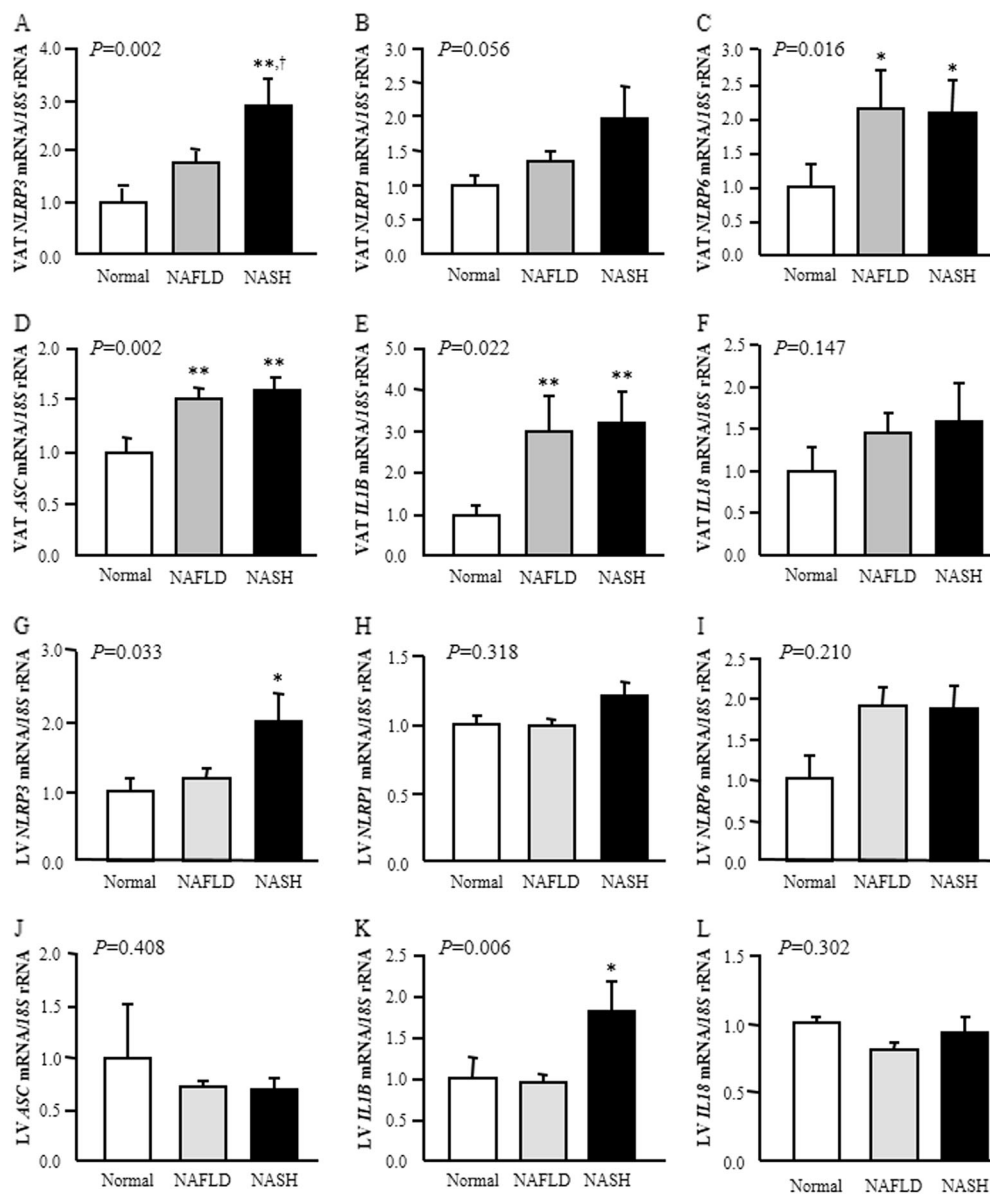 A
P=0.002
VAT NLRP3 mRNA/18S rRNA
4.0
3.0
2.0
1.0
0.0
**,†
Normal NAFLD NASH
B
P=0.056
VAT NLRP1 mRNA/18S rRNA
3.0
2.5
2.0
1.5
1.0
0.5
0.0
Normal NAFLD NASH
C
P=0.016
VAT NLRP6 mRNA/18S rRNA
3.0
2.5
2.0
1.5
1.0
0.5
0.0
* *
Normal NAFLD NASH
D
P=0.002
VAT ASC mRNA/18S rRNA
2.0
1.5
1.0
0.5
0.0
** **
Normal NAFLD NASH
E
P=0.022
VAT IL1B mRNA/18S rRNA
5.0
4.0
3.0
2.0
1.0
0.0
** **
Normal NAFLD NASH
F
P=0.147
VAT IL18 mRNA/18S rRNA
2.5
2.0
1.5
1.0
0.5
0.0
Normal NAFLD NASH
G
P=0.033
LV NLRP3 mRNA/18S rRNA
3.0
2.0
1.0
0.0
*
Normal NAFLD NASH
H
P=0.318
LV NLRP1 mRNA/18S rRNA
1.5
1.0
0.5
0.0
Normal NAFLD NASH
I
P=0.210
LV NLRP6 mRNA/18S rRNA
2.5
2.0
1.5
1.0
0.5
0.0
Normal NAFLD NASH
J
P=0.408
LV ASC mRNA/18S rRNA
2.0
1.5
1.0
0.5
0.0
Normal NAFLD NASH
K
P=0.006
LV IL1B mRNA/18S rRNA
2.5
2.0
1.5
1.0
0.5
0.0
*
Normal NAFLD NASH
L
P=0.302
LV IL18 mRNA/18S rRNA
1.5
1.0
0.5
0.0
Normal NAFLD NASH